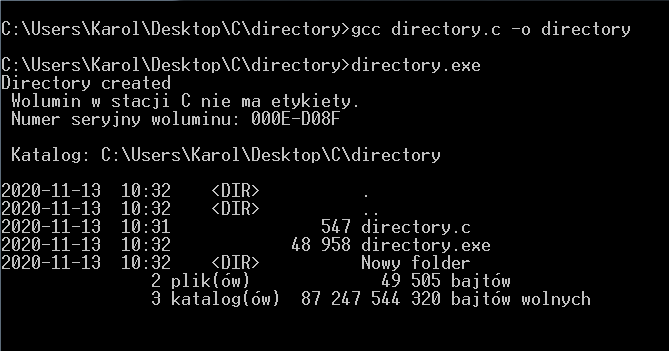 C:\Users\Karol\Desktop\C\directory>gcc directory.c -o directory
C:\Users\Karol\Desktop\C\directory>directory.exe
Directory created
Wolumin w stacji C nie ma etykiety.
Numer seryjny woluminu: 000E-D08F
Katalog: C:\Users\Karol\Desktop\C\directory
2020-11-13  10:32    <DIR>          .
2020-11-13  10:32    <DIR>          ..
2020-11-13  10:31               547 directory.c
2020-11-13  10:32            48 958 directory.exe
2020-11-13  10:32    <DIR>          Nowy folder
2 plik(ów)             49 505 bajtów
3 katalog(ów)  87 247 544 320 bajtów wolnych